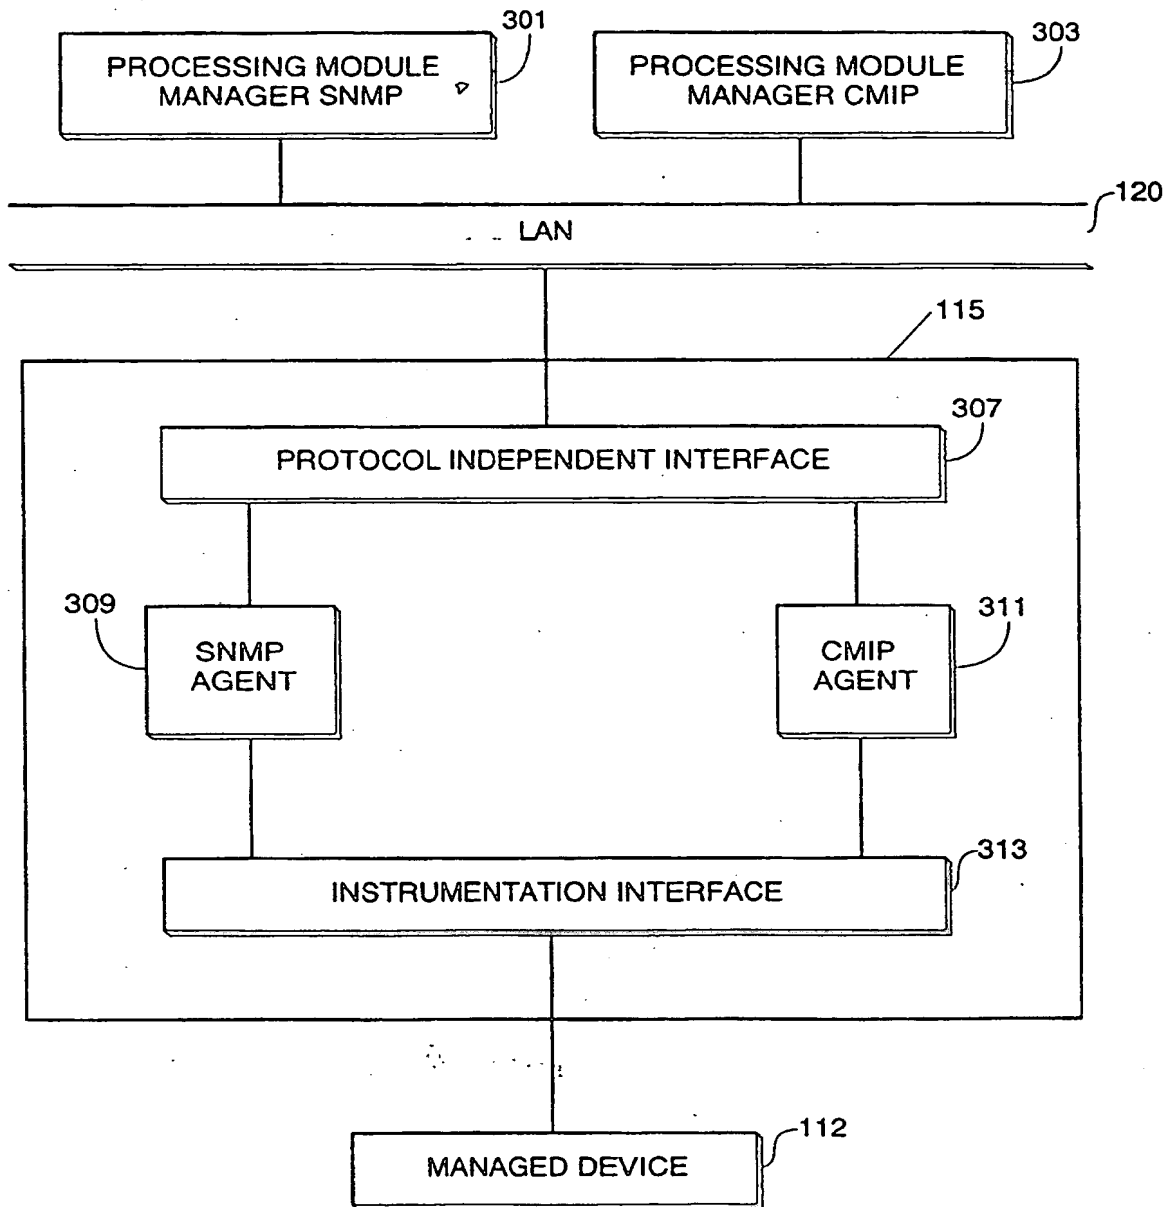 301
303
PROCESSING MODULE
MANAGER SNMP
PROCESSING MODULE
MANAGER CMIP
120
LAN
115
307
PROTOCOL INDEPENDENT INTERFACE
309
311
SNMP
AGENT
CMIP
AGENT
313
INSTRUMENTATION INTERFACE
112
MANAGED DEVICE